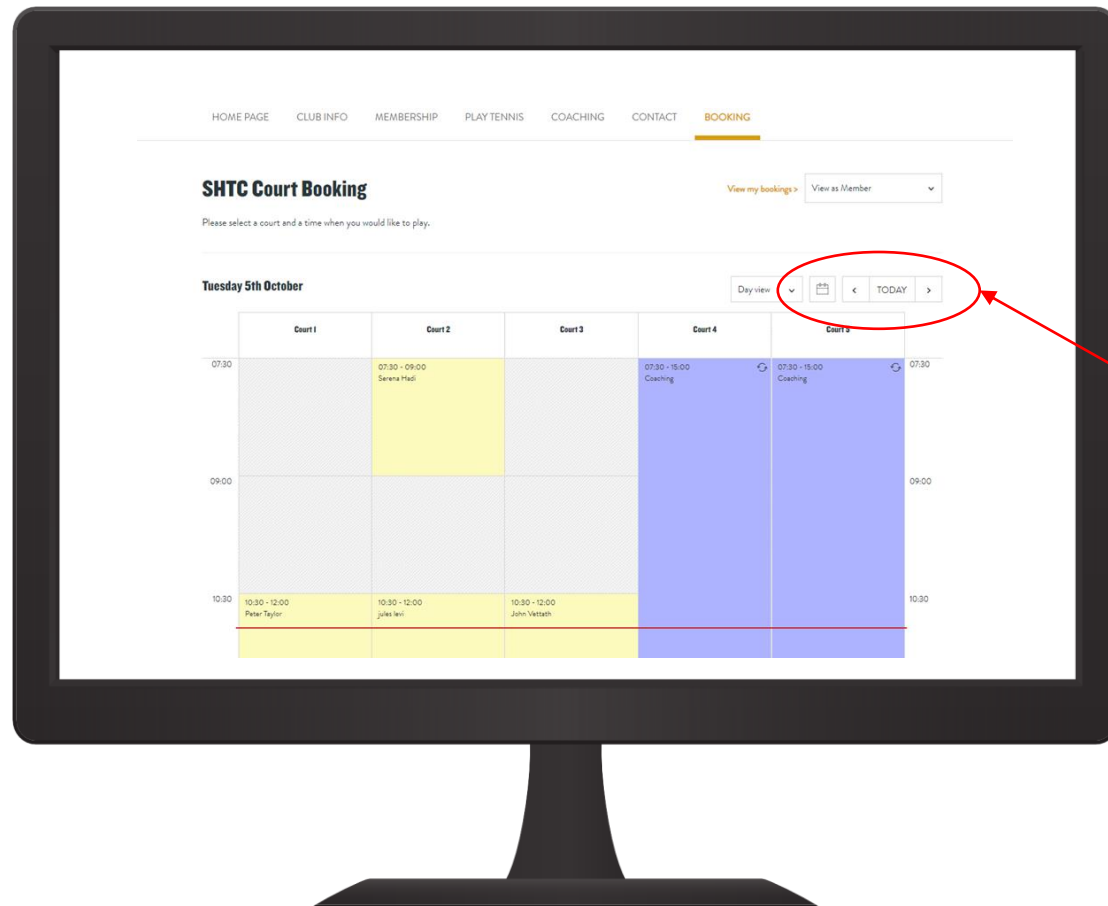 HOME PAGE CLUB INFO MEMBERSHIP PLAY TENNIS COACHING CONTACT BOOKING
SHTC Court Booking
View my bookings > View as Member
Please select a court and a time when you would like to play.
Tuesday 5th October
Day view < TODAY >
Court 1 Court 2 Court 3 Court 4 Court 5
07:30 07:30 - 09:00 07:30 - 15:00 07:30 - 15:00 07:30
Serena Hadi Coaching Coaching
09:00 09:00
10:30 10:30 - 12:00 10:30 - 12:00 10:30 - 12:00 10:30
Peter Taylor jules levi John Vettath